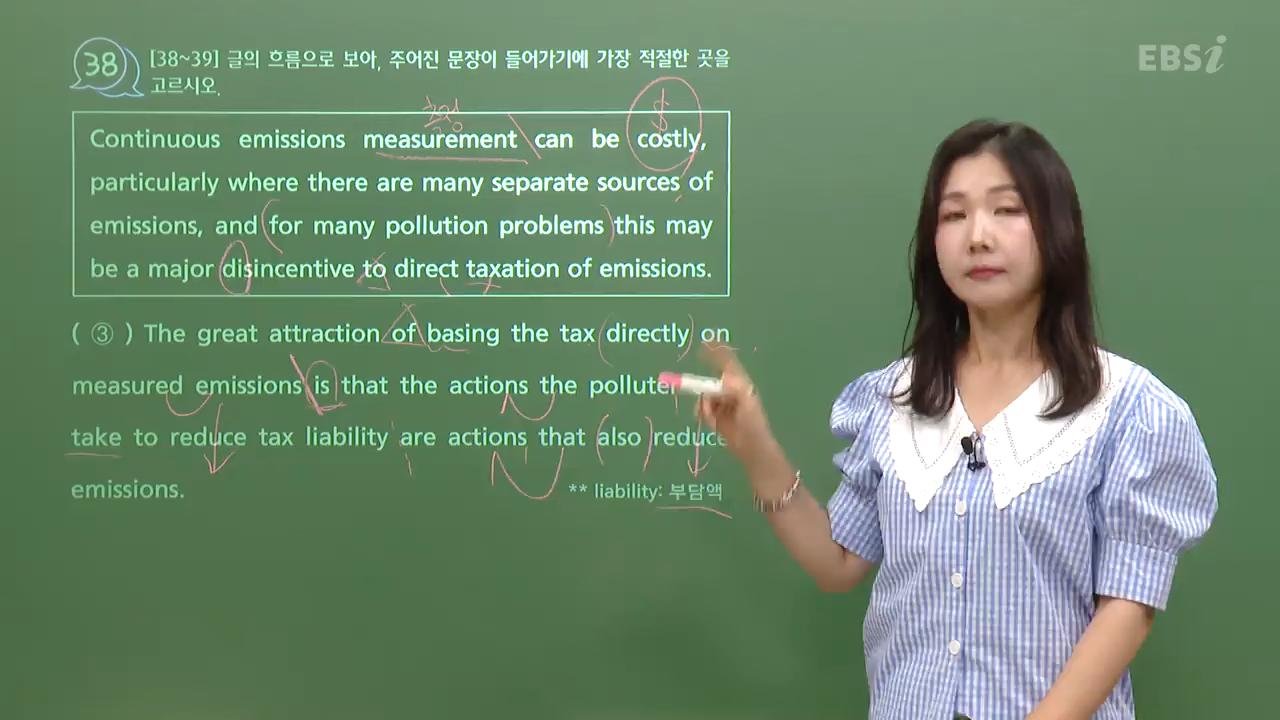 38
[38~39] 글의 흐름으로 보아, 주어진 문장이 들어가기에 가장 적절한 곳을
고르시오.
EBSi
측정
$
Continuous emissions measurement can be costly,
particularly where there are many separate sources of
emissions, and for many pollution problems this may
be a major disincentive to direct taxation of emissions.
( ③ ) The great attraction of basing the tax directly on
measured emissions is that the actions the polluter
take to reduce tax liability are actions that also reduce
emissions.
** liability: 부담액